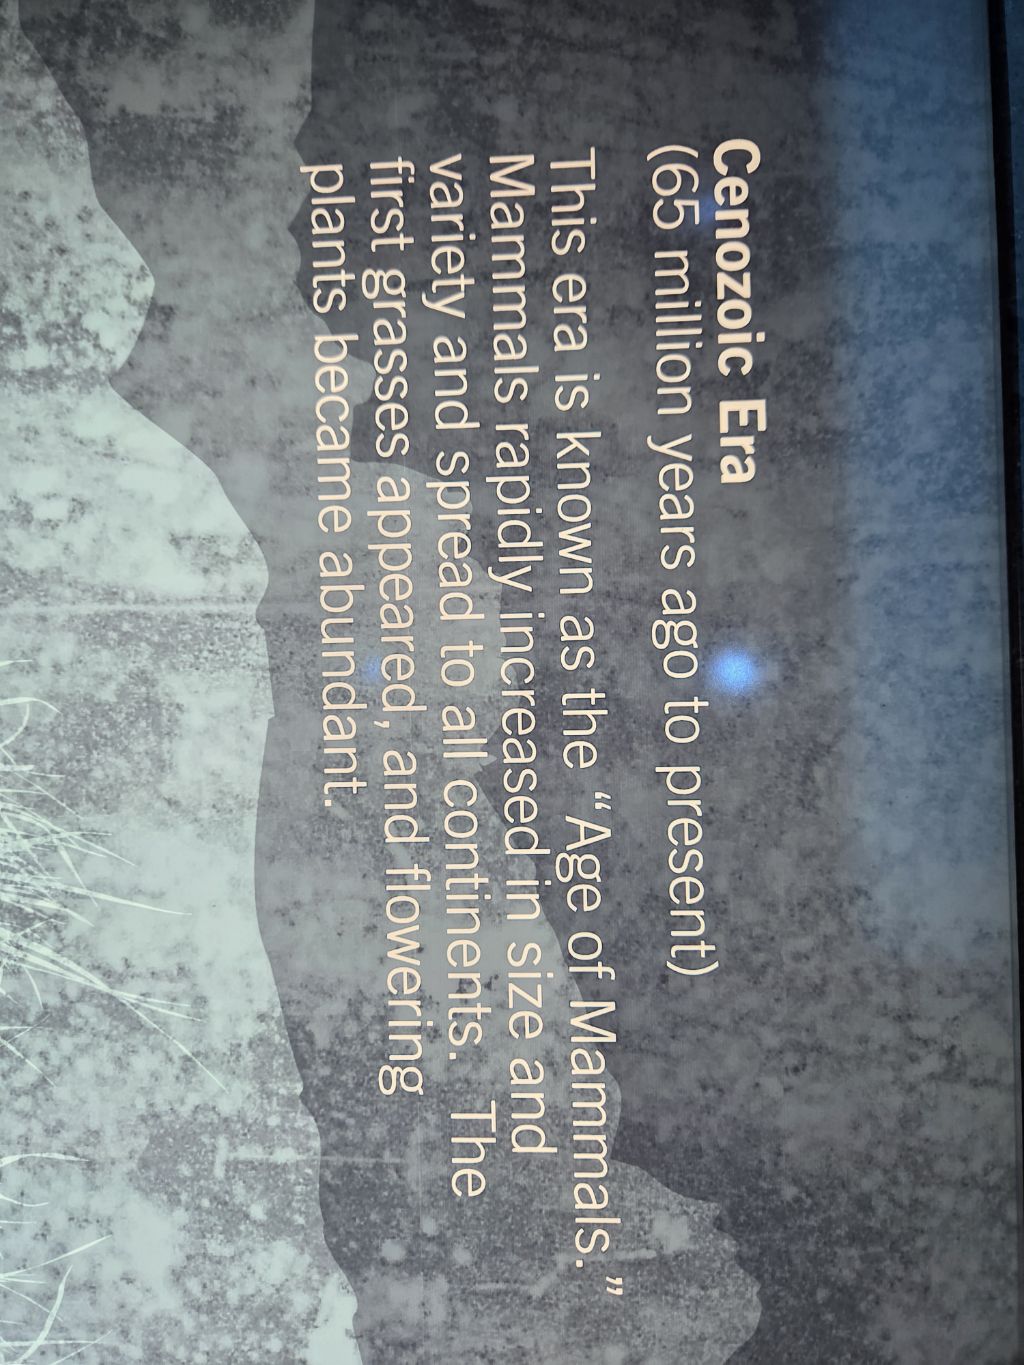 Cenozoic Era
(65 million years ago to present)
This era is known as the “Age of Mammals.”
Mammals rapidly increased in size and
variety and spread to all continents. The
first grasses appeared, and flowering
plants became abundant.